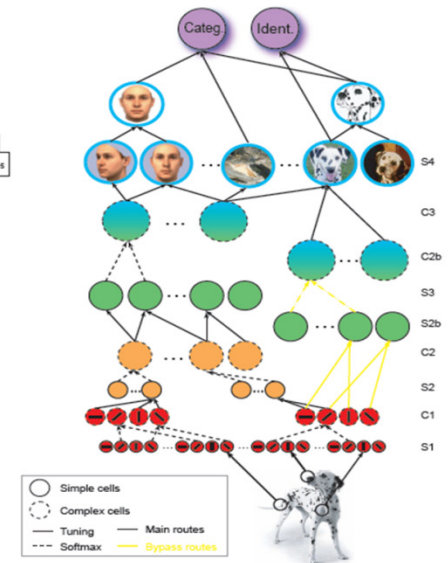 Categ. Ident.
S4
C3
C2b
S3
S2b
C2
S2
C1
S1
Simple cells
Complex cells
Tuning Main routes
Softmax Bypass routes